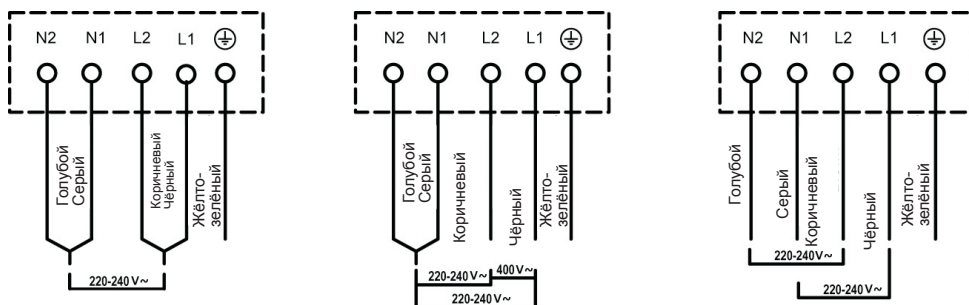 N2 N1 L2 L1
Голубой
Серый
Коричневый
Чёрный
Жёлто-
зелёный
220-240 V~
N2 N1 L2 L1
Голубой
Серый
Коричневый
Чёрный
Жёлто-
зелёный
220-240 V~ 400 V~
220-240 V~
N2 N1 L2 L1
Голубой
Серый
Коричневый
Чёрный
Жёлто-
зелёный
220-240 V~
220-240 V~